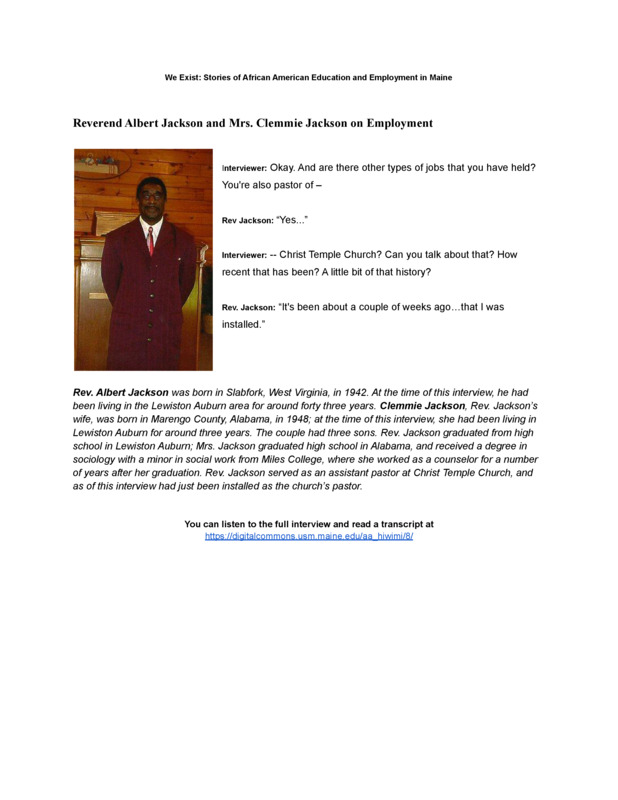 We Exist: Stories of African American Education and Employment in Maine
Reverend Albert Jackson and Mrs. Clemmie Jackson on Employment
Interviewer: Okay. And are there other types of jobs that you have held?
You're also pastor of –
Rev Jackson: “Yes...”
Interviewer: -- Christ Temple Church? Can you talk about that? How
recent that has been? A little bit of that history?
Rev. Jackson: “It's been about a couple of weeks ago…that I was
installed.”
Rev. Albert Jackson was born in Slabfork, West Virginia, in 1942. At the time of this interview, he had
been living in the Lewiston Auburn area for around forty three years. Clemmie Jackson, Rev. Jackson’s
wife, was born in Marengo County, Alabama, in 1948; at the time of this interview, she had been living in
Lewiston Auburn for around three years. The couple had three sons. Rev. Jackson graduated from high
school in Lewiston Auburn; Mrs. Jackson graduated high school in Alabama, and received a degree in
sociology with a minor in social work from Miles College, where she worked as a counselor for a number
of years after her graduation. Rev. Jackson served as an assistant pastor at Christ Temple Church, and
as of this interview had just been installed as the church’s pastor.
You can listen to the full interview and read a transcript at
https://digitalcommons.usm.maine.edu/aa_hiwimi/8/